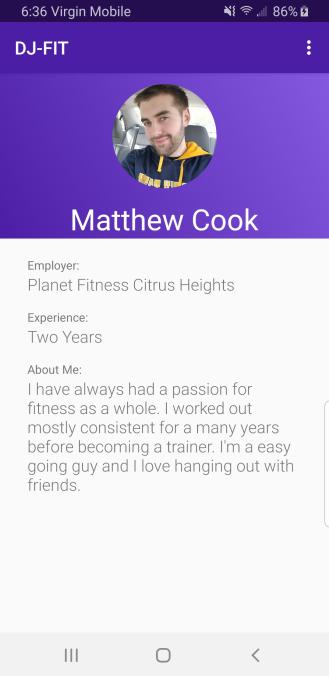 6:36 Virgin Mobile 86%
DJ-FIT
Matthew Cook
Employer:
Planet Fitness Citrus Heights
Experience:
Two Years
About Me:
I have always had a passion for
fitness as a whole. I worked out
mostly consistent for a many years
before becoming a trainer. I'm a easy
going guy and I love hanging out with
friends.